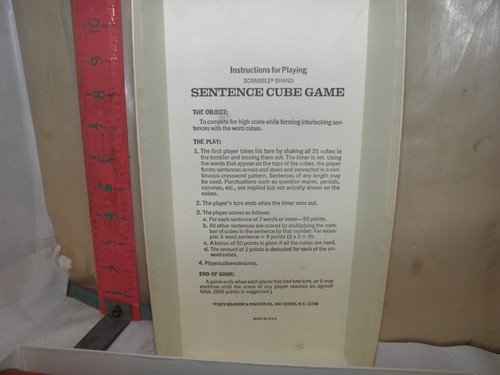 10
9
8
7
6
5
4
3
2
Instructions for Playing
SCRABBLE® BRAND
SENTENCE CUBE GAME
THE OBJECT:
To compete for high score while forming interlocking sen-
tences with the word cubes.
THE PLAY:
1. The first player takes his turn by shaking all 21 cubes in
the tumbler and tossing them out. The timer is set. Using
the words that appear on the tops of the cubes, the player
forms sentences across and down and connected in a con-
tinuous crossword pattern. Sentences of any length may
be used. Punctuations such as question marks, periods,
commas, etc., are implied but not actually shown on the
cubes.
2. The player's turn ends when the timer runs out.
3. The player scores as follows:
a. For each sentence of 7 words or more—50 points.
b. All other sentences are scored by multiplying the num-
ber of cubes in the sentence by that number. For exam-
ple: 3 word sentence = 9 points (3 x 3 = 9).
c. A bonus of 50 points is given if all the cubes are used.
d. The amount of 2 points is deducted for each of the un-
used cubes.
4. Players alternate turns.
END OF GAME:
A game ends when each player has had one turn, or it may
continue until the score of any player reaches an agreed
total. (500 points is suggested.)
©1971 SELCHOW & RIGHTER CO., BAY SHORE, N.Y. 11706
MADE IN U.S.A.